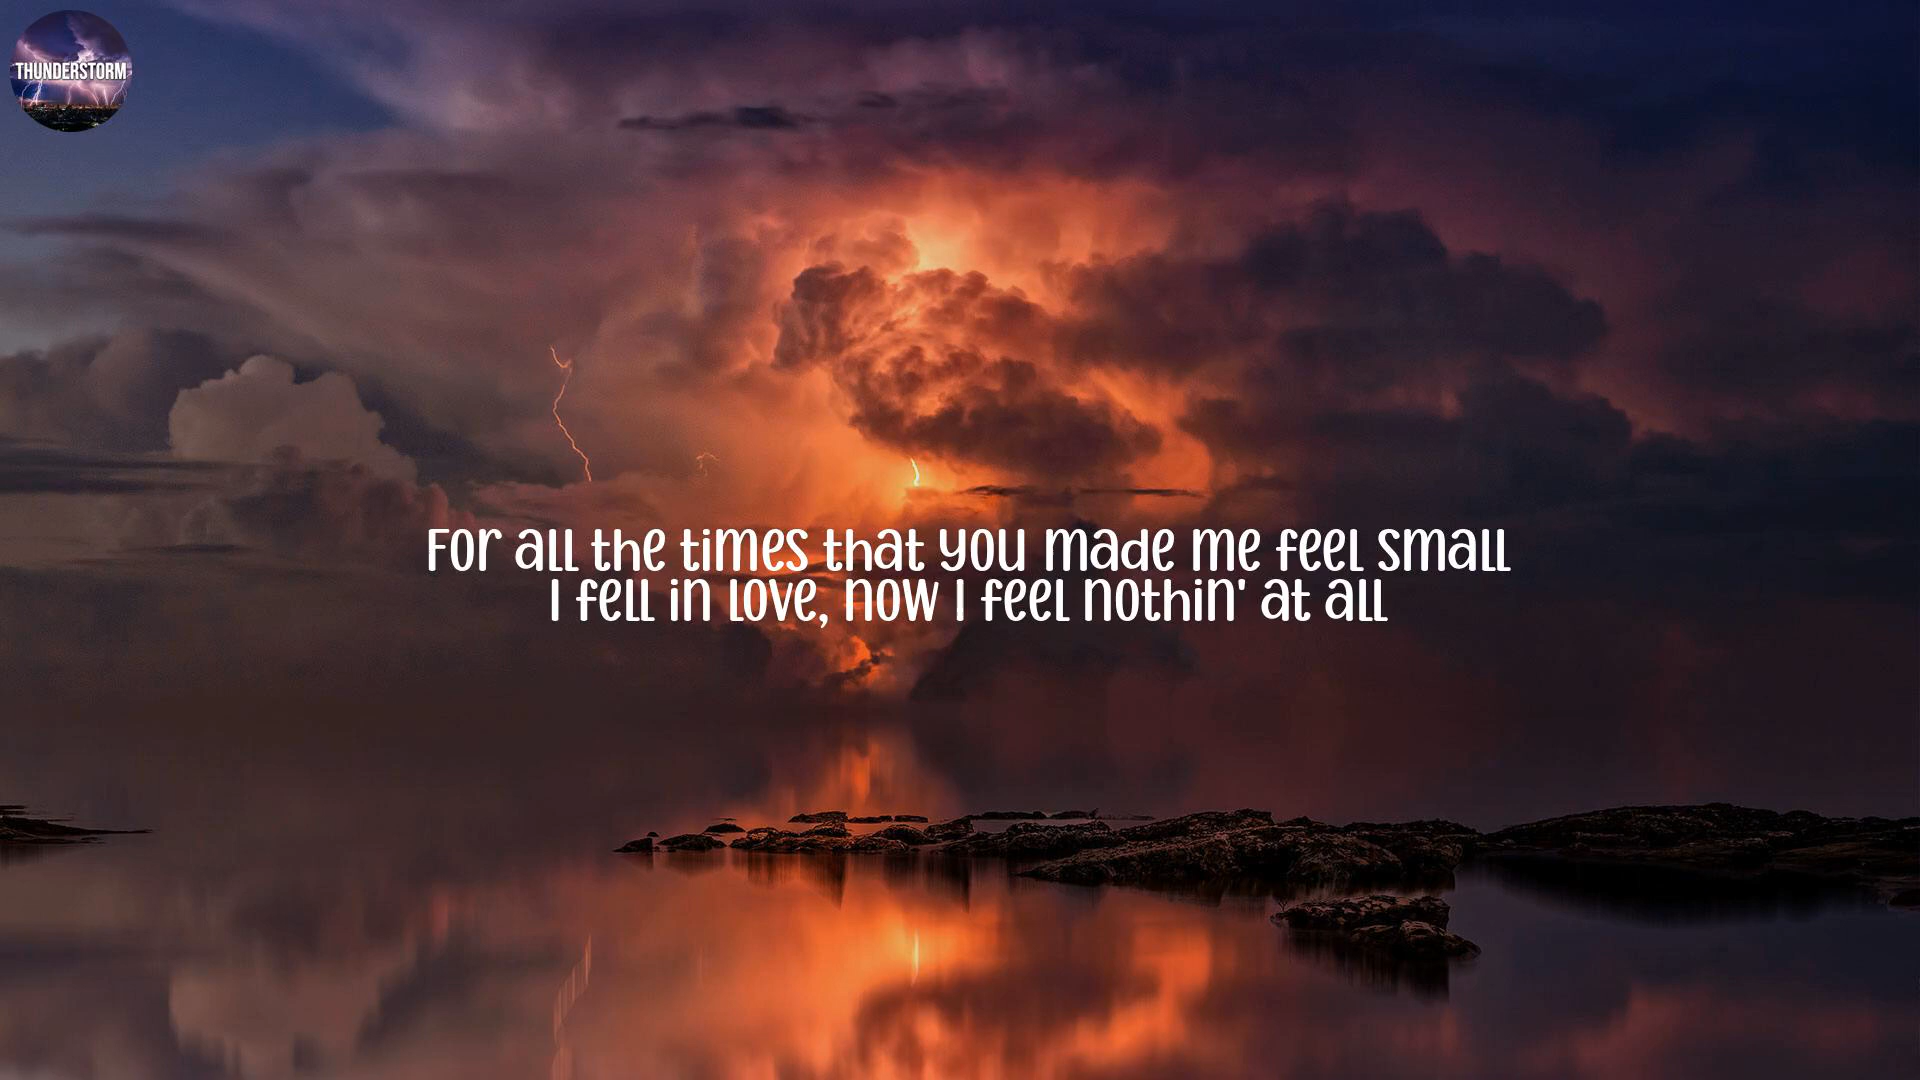 THUNDERSTORM
For all the times that you made me feel small
I fell in love, now I feel nothin' at all